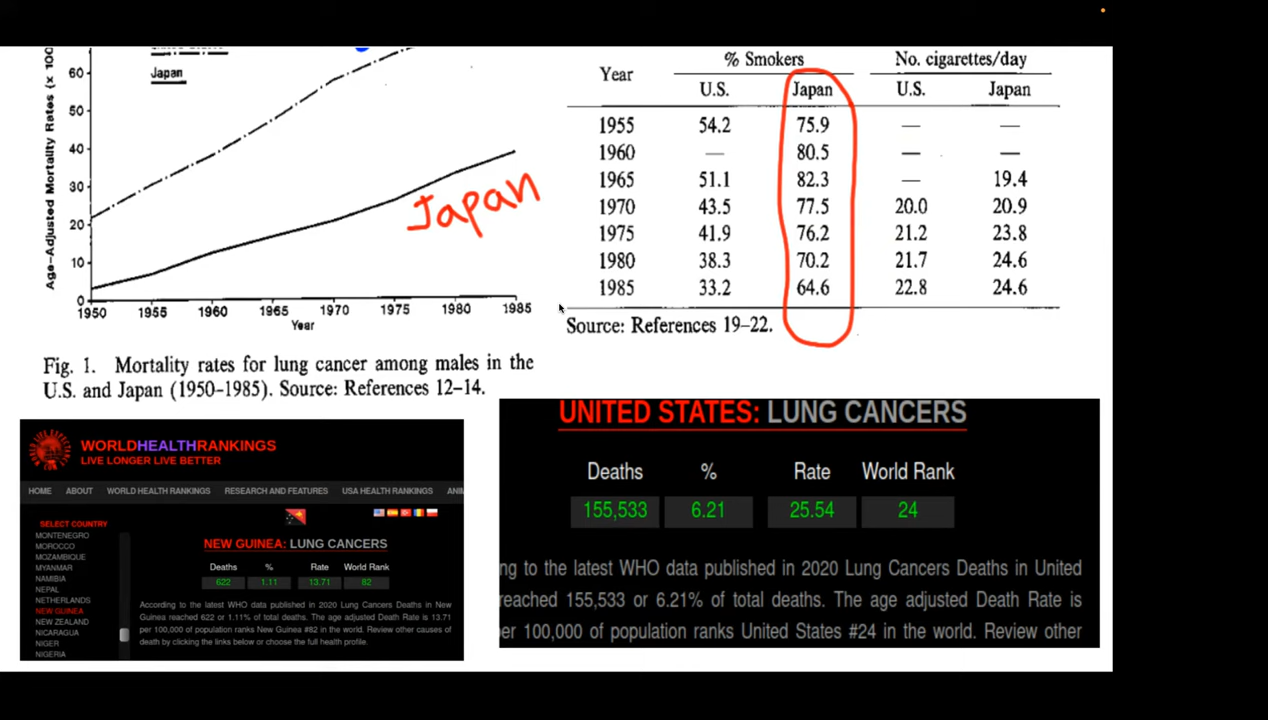 Age-Adjusted Mortality Rates (x 100
Japan
60
50
40
30
20
10
0
1950 1955 1960 1965 1970 1975 1980 1985
Year
Japan
Fig. 1. Mortality rates for lung cancer among males in the
U.S. and Japan (1950–1985). Source: References 12–14.
% Smokers No. cigarettes/day
Year U.S. Japan U.S. Japan
1955 54.2 75.9 — —
1960 — 80.5 — —
1965 51.1 82.3 — 19.4
1970 43.5 77.5 20.0 20.9
1975 41.9 76.2 21.2 23.8
1980 38.3 70.2 21.7 24.6
1985 33.2 64.6 22.8 24.6
Source: References 19–22.
WORLDHEALTHRANKINGS
LIVE LONGER LIVE BETTER
HOME ABOUT WORLD HEALTH RANKINGS RESEARCH AND FEATURES USA HEALTH RANKINGS ANI
SELECT COUNTRY
MONTENEGRO
MOROCCO
MOZAMBIQUE
MYANMAR
NAMIBIA
NEPAL
NETHERLANDS
NEW GUINEA
NEW ZEALAND
NICARAGUA
NIGER
NIGERIA
NEW GUINEA: LUNG CANCERS
Deaths % Rate World Rank
622 1.11 13.71 82
According to the latest WHO data published in 2020 Lung Cancers Deaths in New
Guinea reached 622 or 1.11% of total deaths. The age adjusted Death Rate is 13.71
per 100,000 of population ranks New Guinea #82 in the world. Review other causes of
death by clicking the links below or choose the full health profile.
UNITED STATES: LUNG CANCERS
Deaths % Rate World Rank
155,533 6.21 25.54 24
ng to the latest WHO data published in 2020 Lung Cancers Deaths in United
reached 155,533 or 6.21% of total deaths. The age adjusted Death Rate is
per 100,000 of population ranks United States #24 in the world. Review other